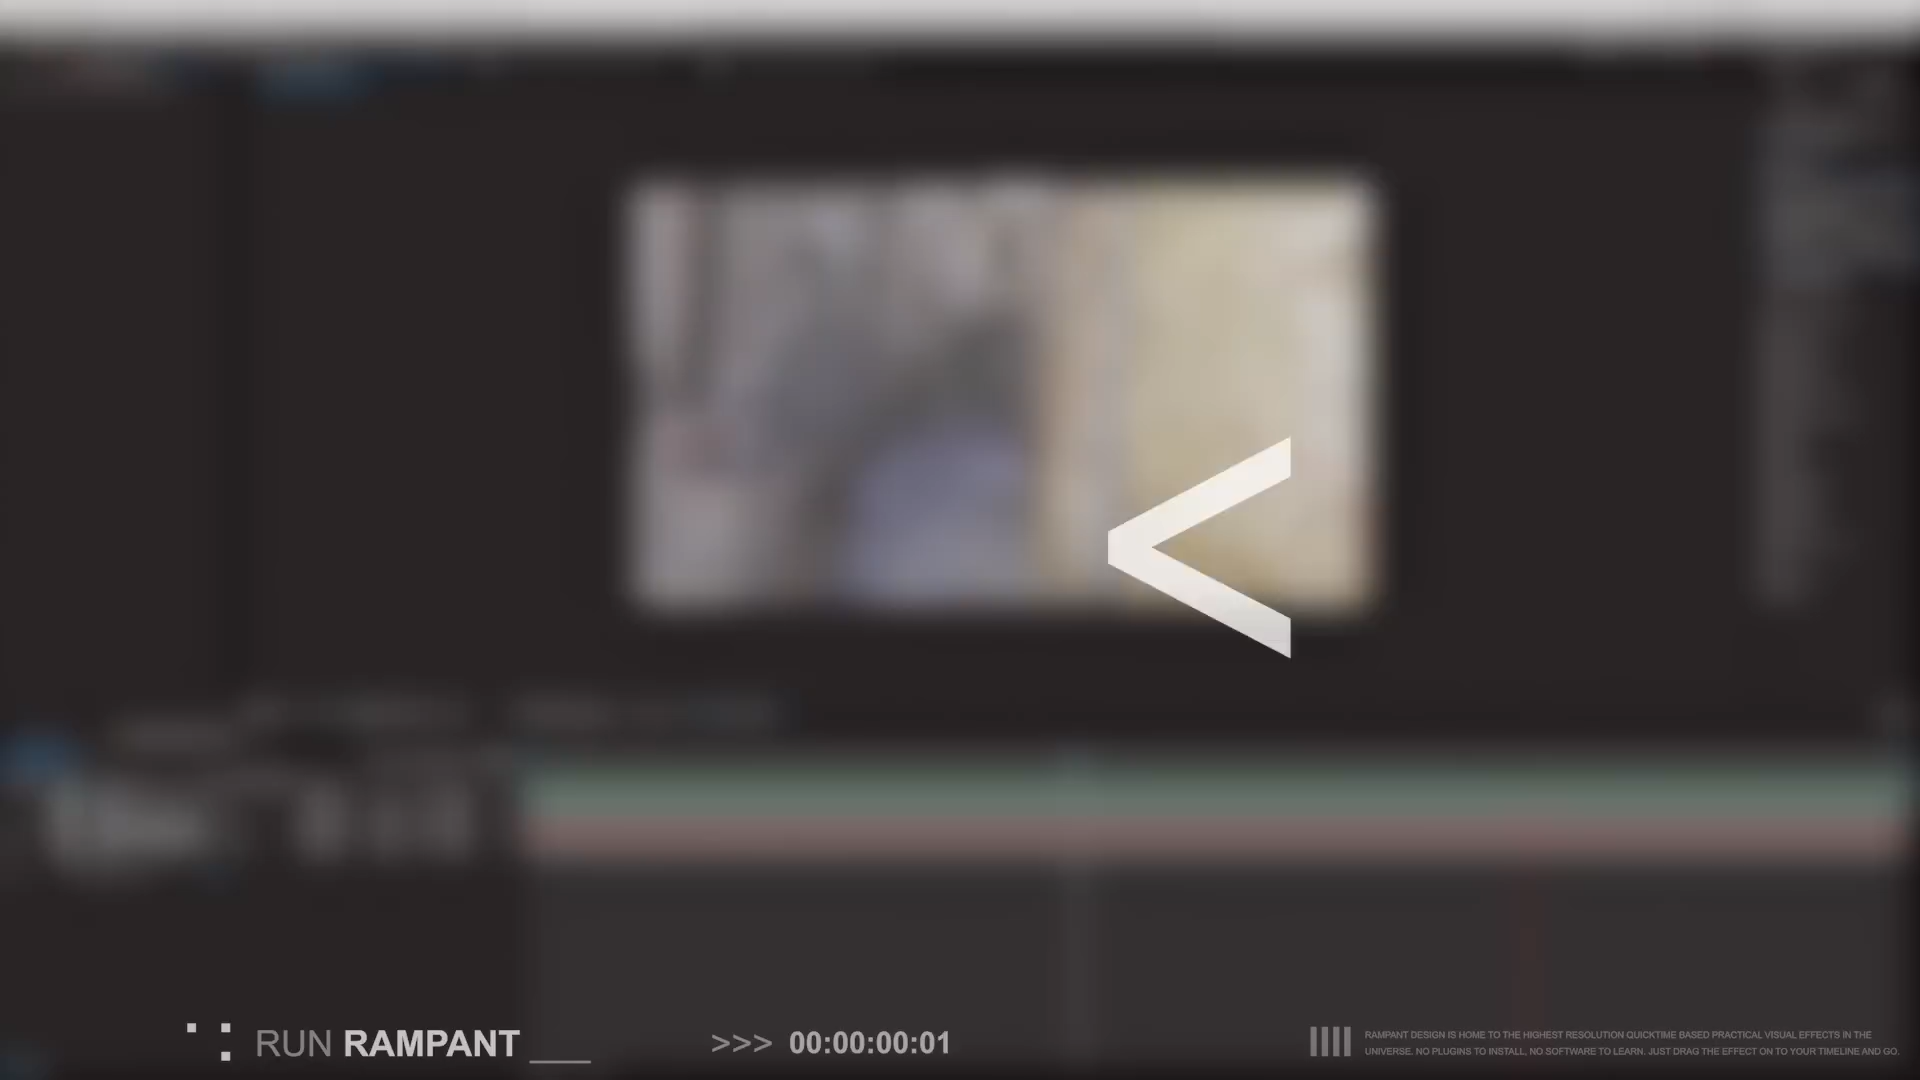 <
RUN RAMPANT ___
>>> 00:00:00:01
RAMPANT DESIGN IS HOME TO THE HIGHEST RESOLUTION QUICKTIME BASED PRACTICAL VISUAL EFFECTS IN THE
UNIVERSE. NO PLUGINS TO INSTALL, NO SOFTWARE TO LEARN. JUST DRAG THE EFFECT ON TO YOUR TIMELINE AND GO.